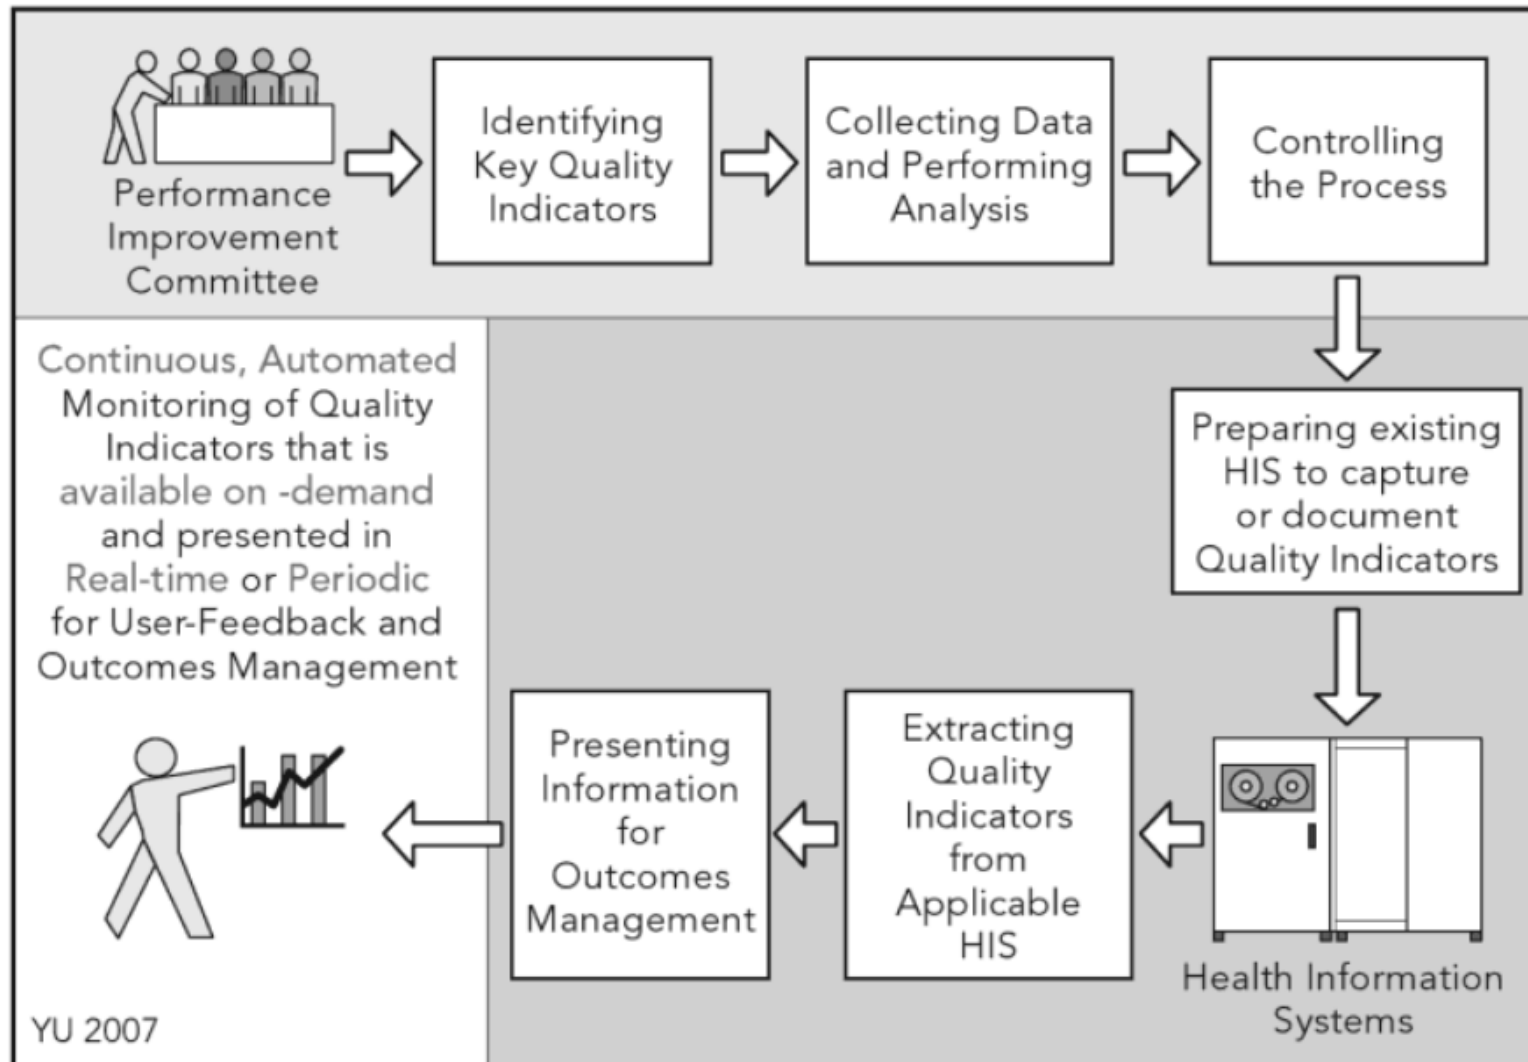 Performance
Improvement
Committee
Identifying
Key Quality
Indicators
Collecting Data
and Performing
Analysis
Controlling
the Process
Preparing existing
HIS to capture
or document
Quality Indicators
Health Information
Systems
Extracting
Quality
Indicators
from
Applicable
HIS
Presenting
Information
for
Outcomes
Management
Continuous, Automated
Monitoring of Quality
Indicators that is
available on -demand
and presented in
Real-time or Periodic
for User-Feedback and
Outcomes Management
YU 2007